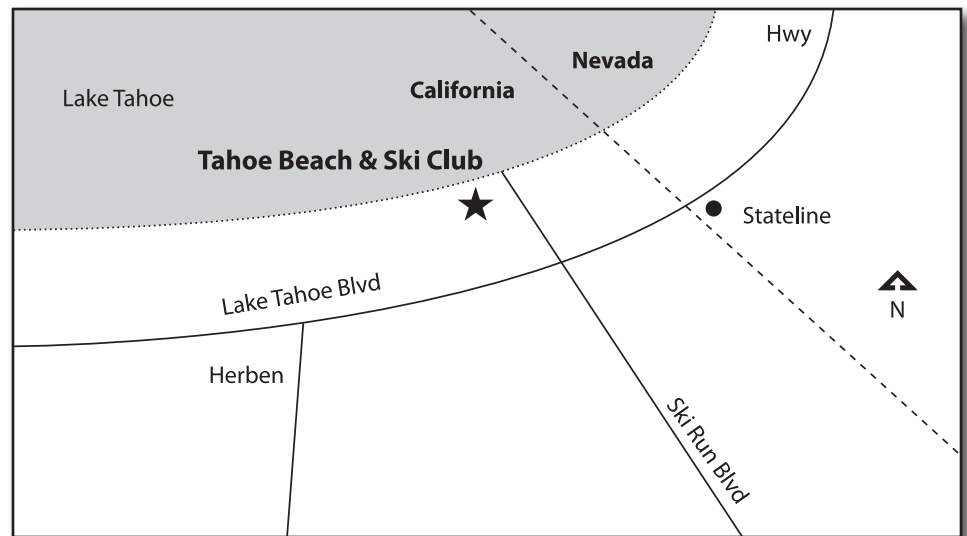 Hwy
Nevada
California
Lake Tahoe
Tahoe Beach & Ski Club
Stateline
Lake Tahoe Blvd
N
Herben
Ski Run Blvd